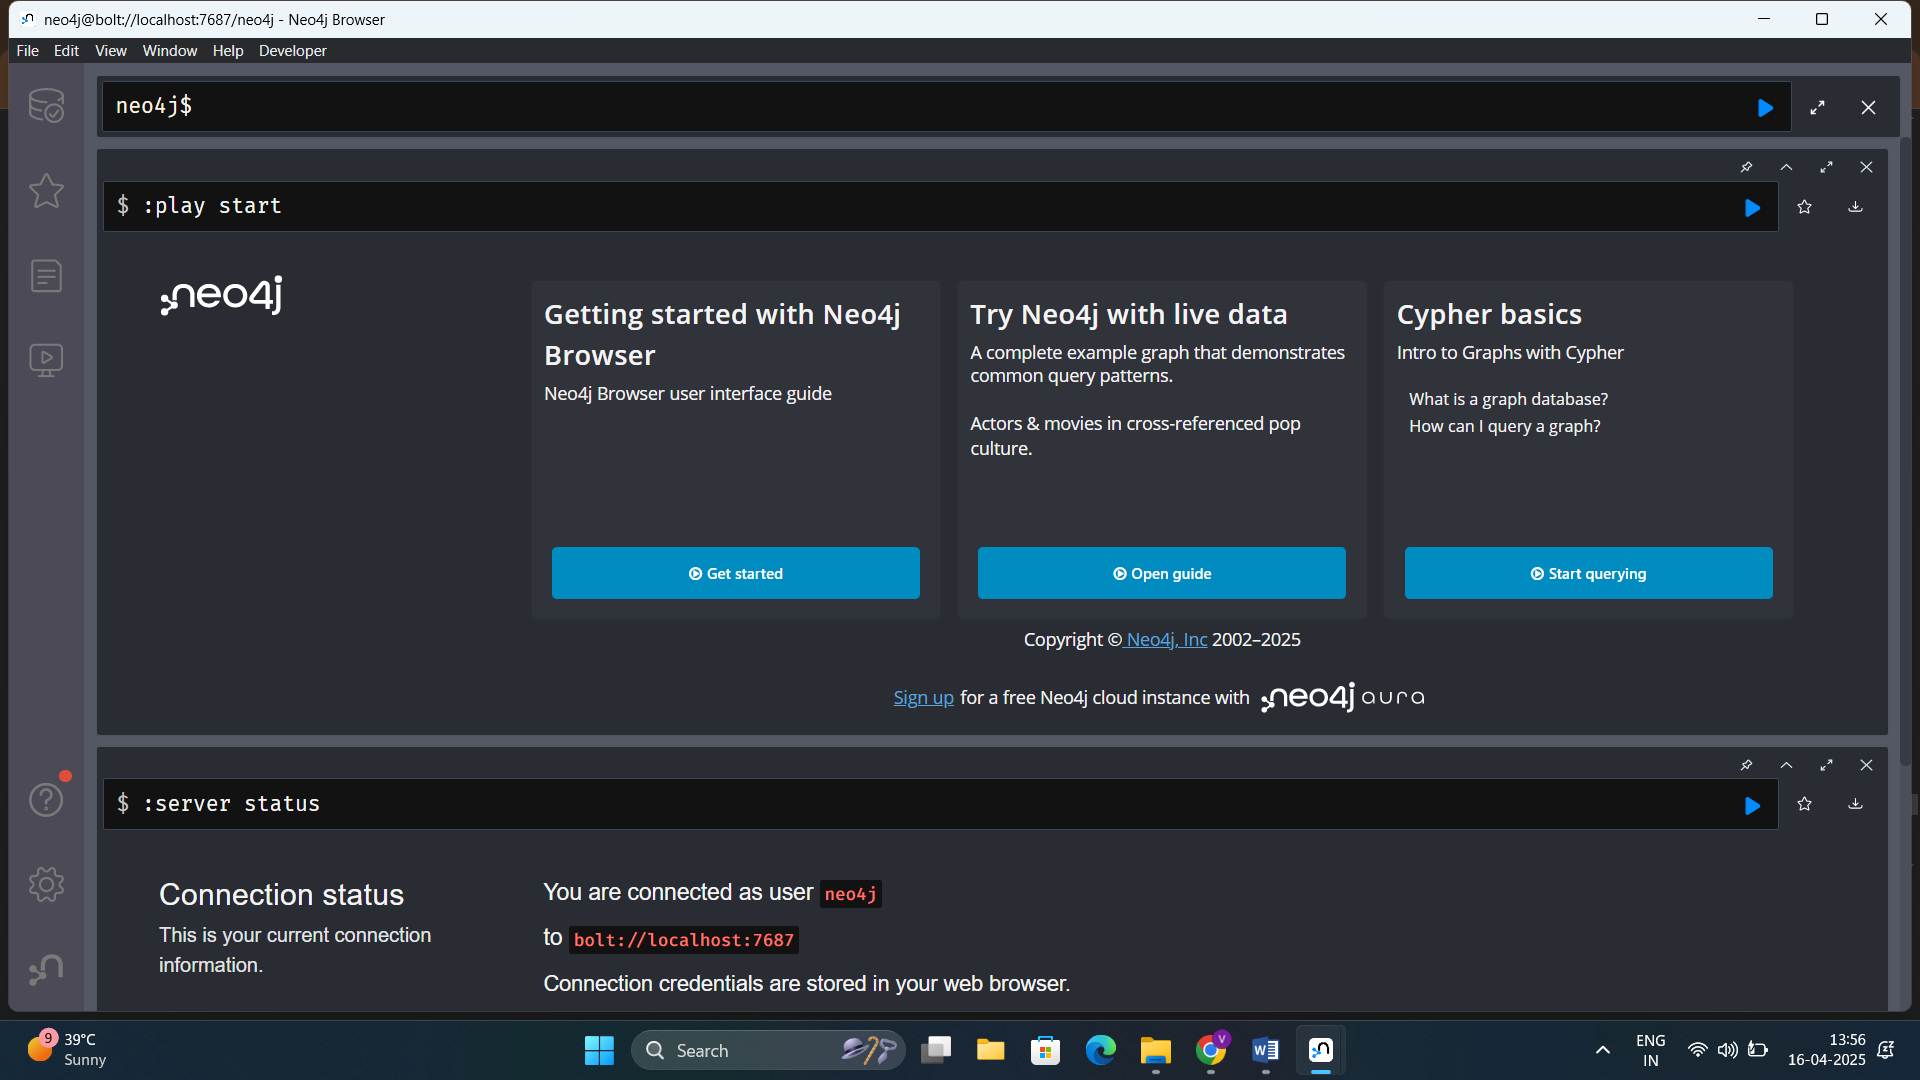 neo4j@bolt://localhost:7687/neo4j - Neo4j Browser
File Edit View Window Help Developer
neo4j$
$ :play start
neo4j
Getting started with Neo4j
Browser
Neo4j Browser user interface guide
Get started
Try Neo4j with live data
A complete example graph that demonstrates
common query patterns.
Actors & movies in cross-referenced pop
culture.
Open guide
Cypher basics
Intro to Graphs with Cypher
What is a graph database?
How can I query a graph?
Start querying
Copyright © Neo4j, Inc 2002–2025
Sign up for a free Neo4j cloud instance with neo4j aura
$ :server status
Connection status
This is your current connection
information.
You are connected as user neo4j
to bolt://localhost:7687
Connection credentials are stored in your web browser.
9
39°C
Sunny
Search
V
W
ENG
IN
13:56
16-04-2025